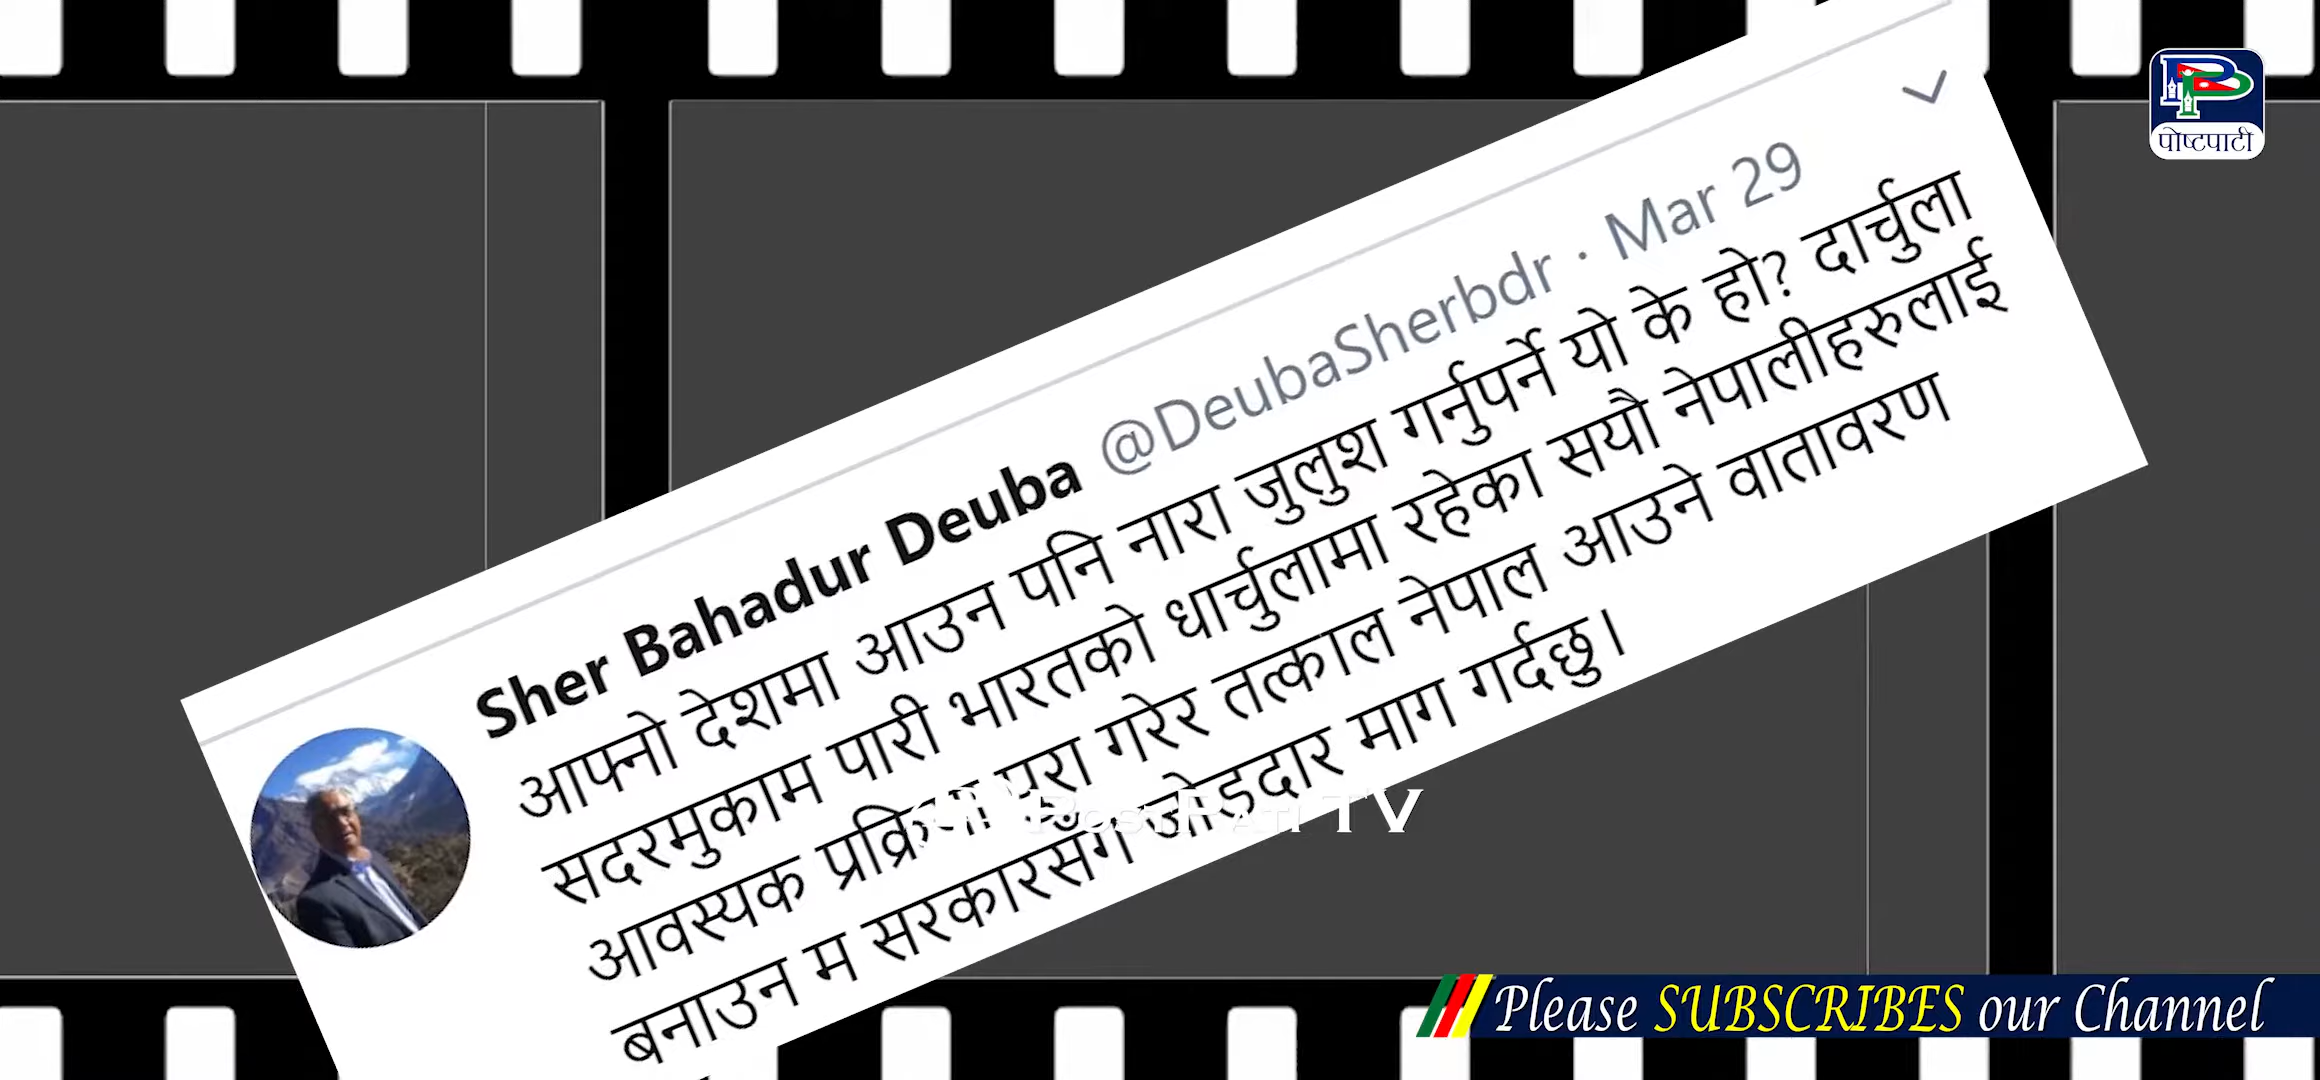 पोष्टपाटी
Sher Bahadur Deuba @DeubaSherbdr · Mar 29
आफ्नो देशमा आउन पनि नारा जुलुश गर्नुपर्ने यो के हो? दार्चुला
सदरमुकाम पारी भारतको धार्चुलामा रहेका सयौ नेपालीहरुलाई
आवस्यक प्रक्रिया पुरा गरेर तत्काल नेपाल आउने वातावरण
बनाउन म सरकारसंग जोडदार माग गर्दछु।
PostPati TV
Please SUBSCRIBES our Channel